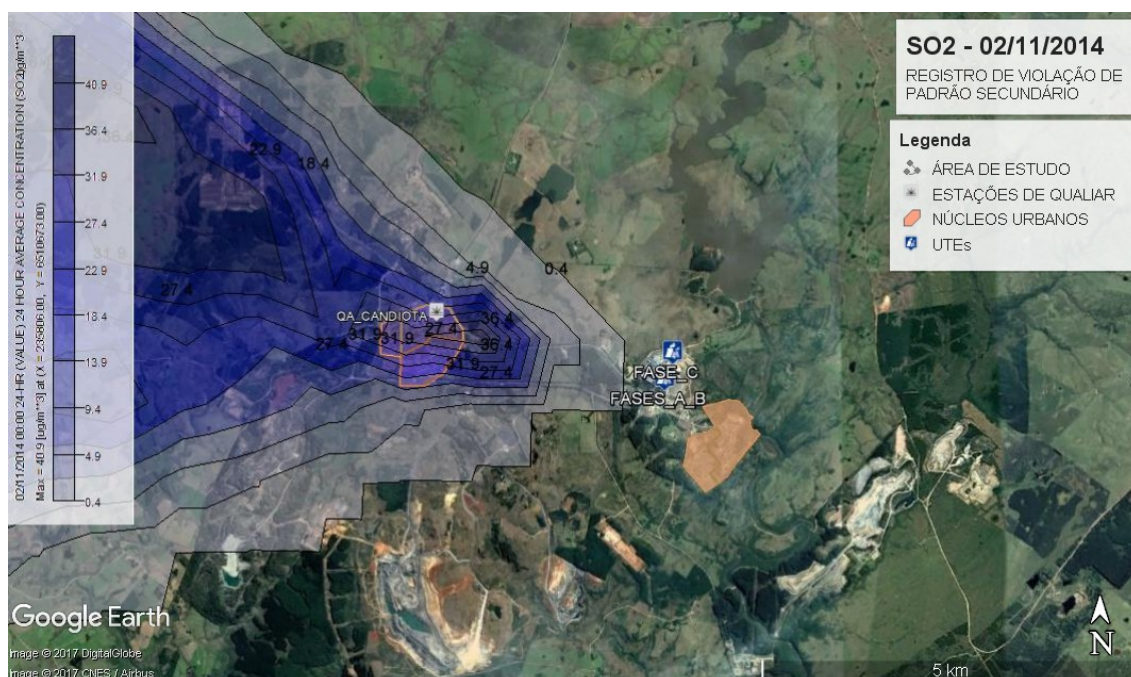 SO2 - 02/11/2014
REGISTRO DE VIOLAÇÃO DE
PADRÃO SECUNDÁRIO
Legenda
ÁREA DE ESTUDO
ESTAÇÕES DE QUALIAR
NÚCLEOS URBANOS
UTEs
02/11/2014 00:00 24-HR (VALUE) 24 HOUR AVERAGE CONCENTRATION (SO2)[ug/m**3
Max = 40.9 [ug/m**3] at (X = 235806.00, Y = 6510673.00)
40.9
36.4
31.9
27.4
22.9
18.4
13.9
9.4
4.9
0.4
22.9
18.4
4.9
0.4
27.4
QA_CANDIOTA
36.4
27.4
31.9
31.9
27.4
36.4
31.9
27.4
FASE_C
FASES_A_B
Google Earth
Image © 2017 DigitalGlobe
Image © 2017 CNES / Airbus
5 km
N